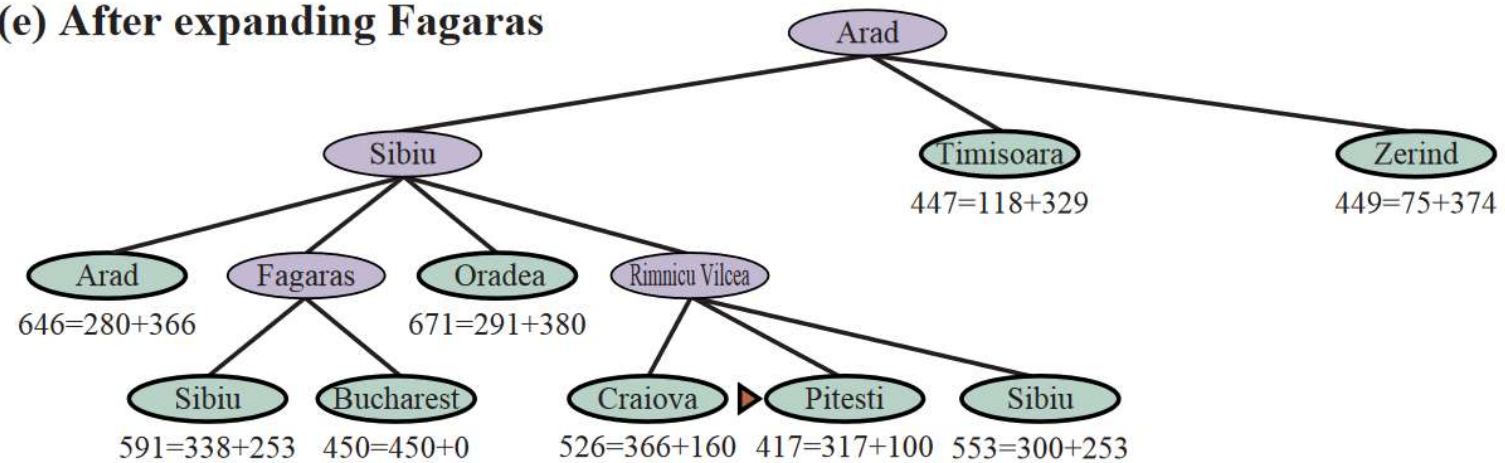 (e) After expanding Fagaras
Arad
Sibiu
Timisoara
Zerind
447=118+329
449=75+374
Arad
Fagaras
Oradea
Rimnicu Vilcea
646=280+366
671=291+380
Sibiu
Bucharest
Craiova
Pitesti
Sibiu
591=338+253
450=450+0
526=366+160
417=317+100
553=300+253